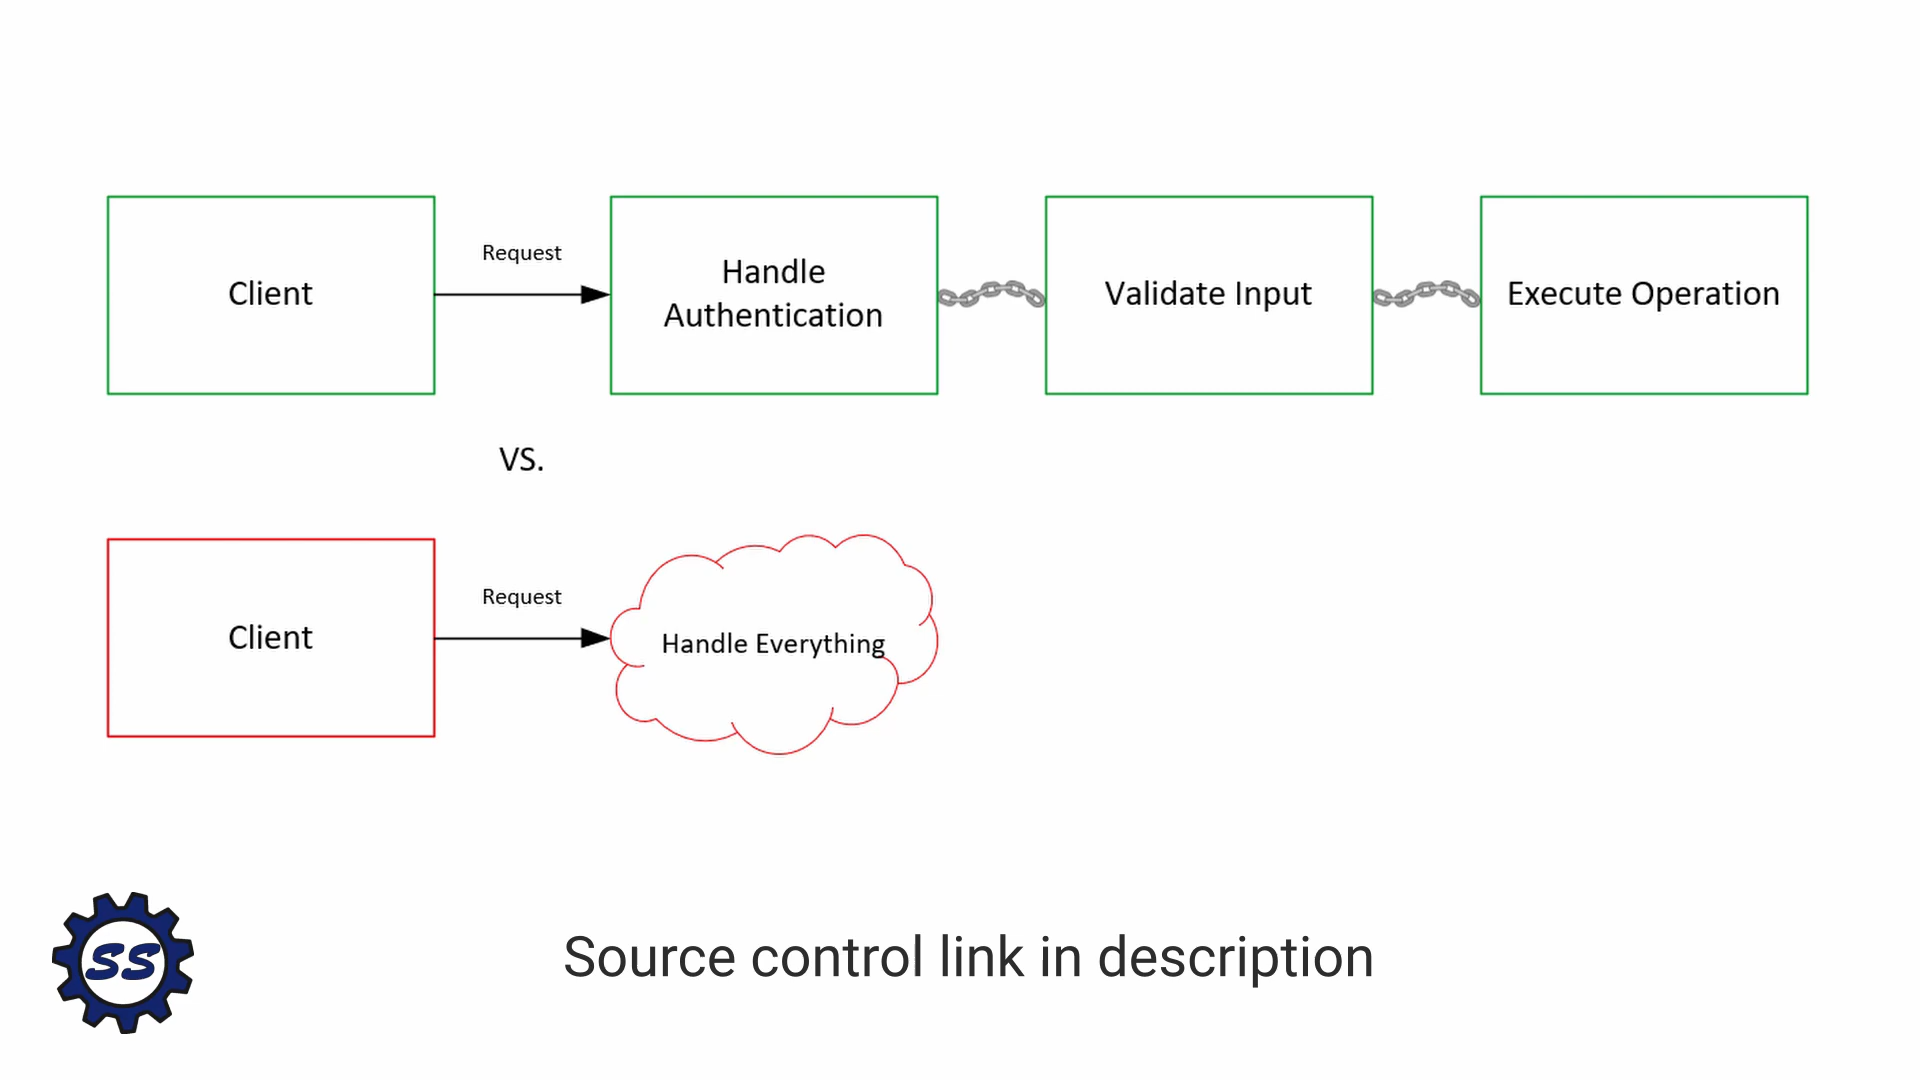 Client
Request
Handle
Authentication
Validate Input
Execute Operation
VS.
Client
Request
Handle Everything
SS
Source control link in description